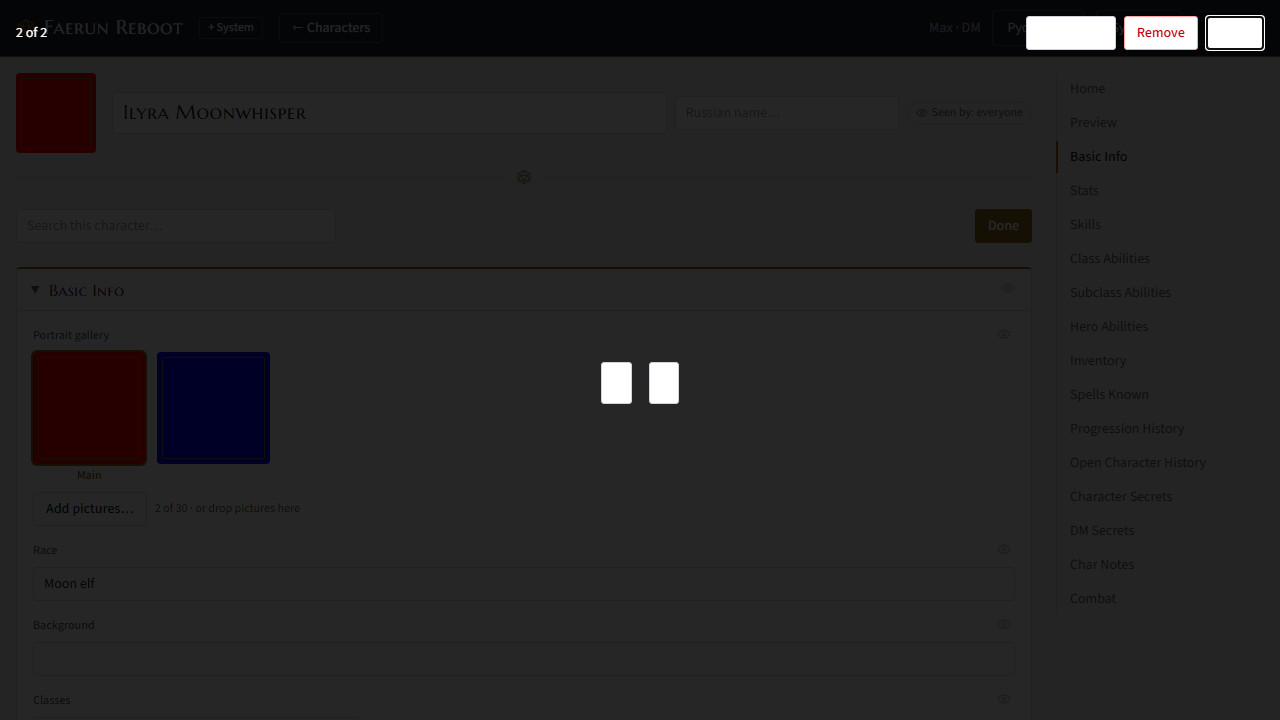 2 of 2
Faerun Reboot
+ System
← Characters
Max · DM
Remove
Ilyra Moonwhisper
Russian name…
Seen by: everyone
Home
Preview
Basic Info
Stats
Skills
Class Abilities
Subclass Abilities
Hero Abilities
Inventory
Spells Known
Progression History
Open Character History
Character Secrets
DM Secrets
Char Notes
Combat
Search this character…
Done
Basic Info
Portrait gallery
Main
Add pictures…
2 of 30 · or drop pictures here
Race
Moon elf
Background
Classes